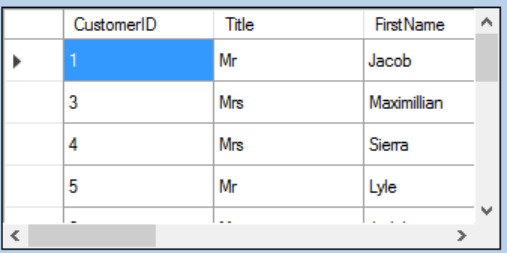 CustomerID Title FirstName
1 Mr Jacob
3 Mrs Maximillian
4 Mrs Sierra
5 Mr Lyle